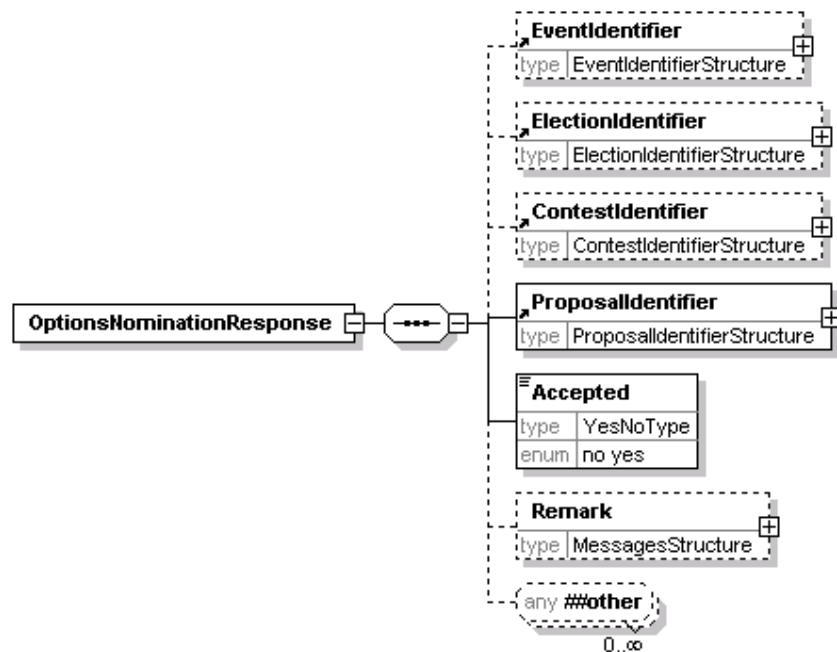 EventIdentifier
type EventIdentifierStructure
ElectionIdentifier
type ElectionIdentifierStructure
ContestIdentifier
type ContestIdentifierStructure
OptionsNominationResponse
ProposalIdentifier
type ProposalIdentifierStructure
Accepted
type YesNoType
enum no yes
Remark
type MessagesStructure
any ##other
0..∞